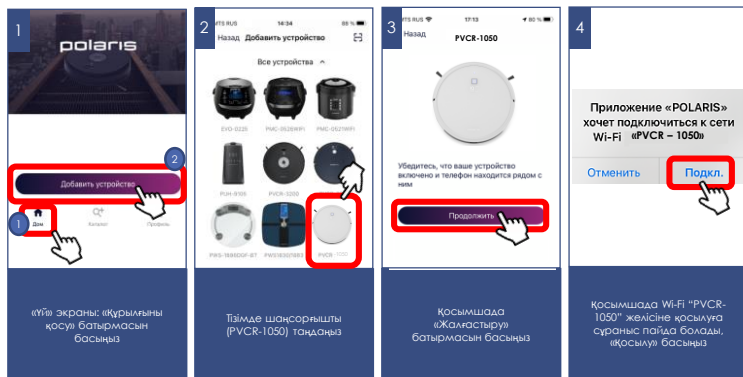 1
polaris
2
Добавить устройство
1
Дом
Каталог
Профиль
«Үй» экраны: «Құрылғыны
қосу» батырмасын
басыңыз
2
MTS RUS 14:34 88 %
Назад Добавить устройство
Все устройства
EVO-0225 PMC-0526WIFI PMC-0521WIFI
PUH-9105 PVCR-3200
PVCR -1050
Тізімде шаңсорғышты
(PVCR-1050) таңдаңыз
3
MTS RUS 17:13 80 %
Назад
PVCR-1050
Убедитесь, что ваше устройство
включено и телефон находится рядом с
ним
Продолжить
Қосымшада
«Жалғастыру»
батырмасын басыңыз
4
Приложение «POLARIS»
хочет подключиться к сети
Wi-Fi «PVCR – 1050»
Отменить Подкл.
Қосымшада Wi-Fi “PVCR-
1050” желісіне қосылуға
сұраныс пайда болады,
«Қосылу» басыңыз